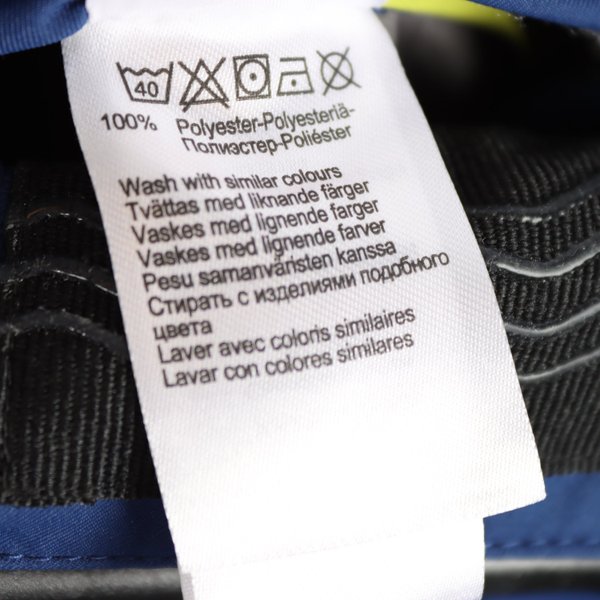 40
100% Polyester-Polyesteriä-
Полиэстер-Poliéster
Wash with similar colours
Tvättas med liknande färger
Vaskes med lignende farger
Vaskes med lignende farver
Pesu samanväristen kanssa
Стирать с изделиями подобного
цвета
Laver avec coloris similaires
Lavar con colores similares